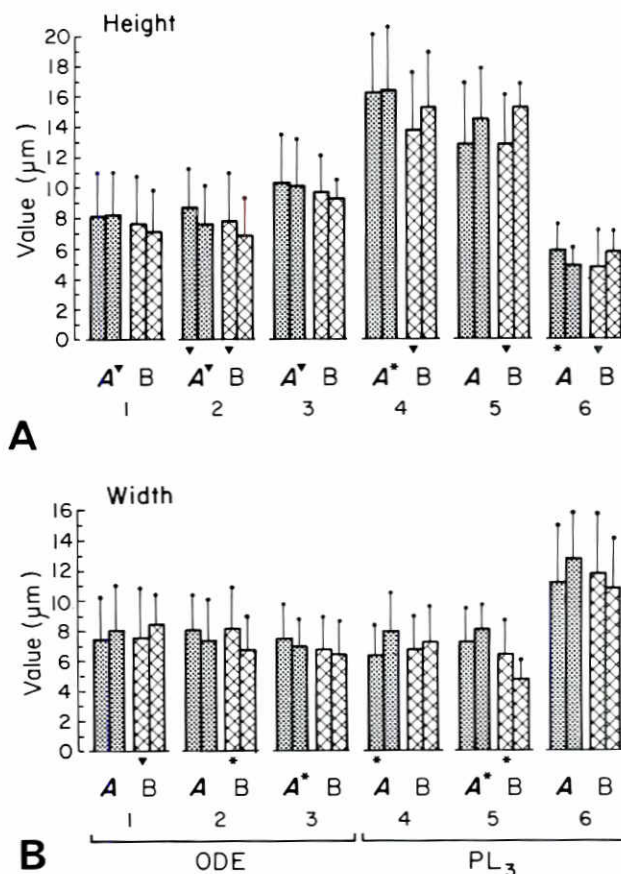 Height
Value (µm)
20
18
16
14
12
10
8
6
4
2
0
▼ ▼ ▼ ▼ * ▼
A▼ B A▼ B A▼ B A* B A B A B
1 2 3 4 5 6
A
Width
Value (µm)
16
14
12
10
8
6
4
2
0
▼ * * *
A B A B A* B A B A* B A B
1 2 3 4 5 6
B
ODE PL₃